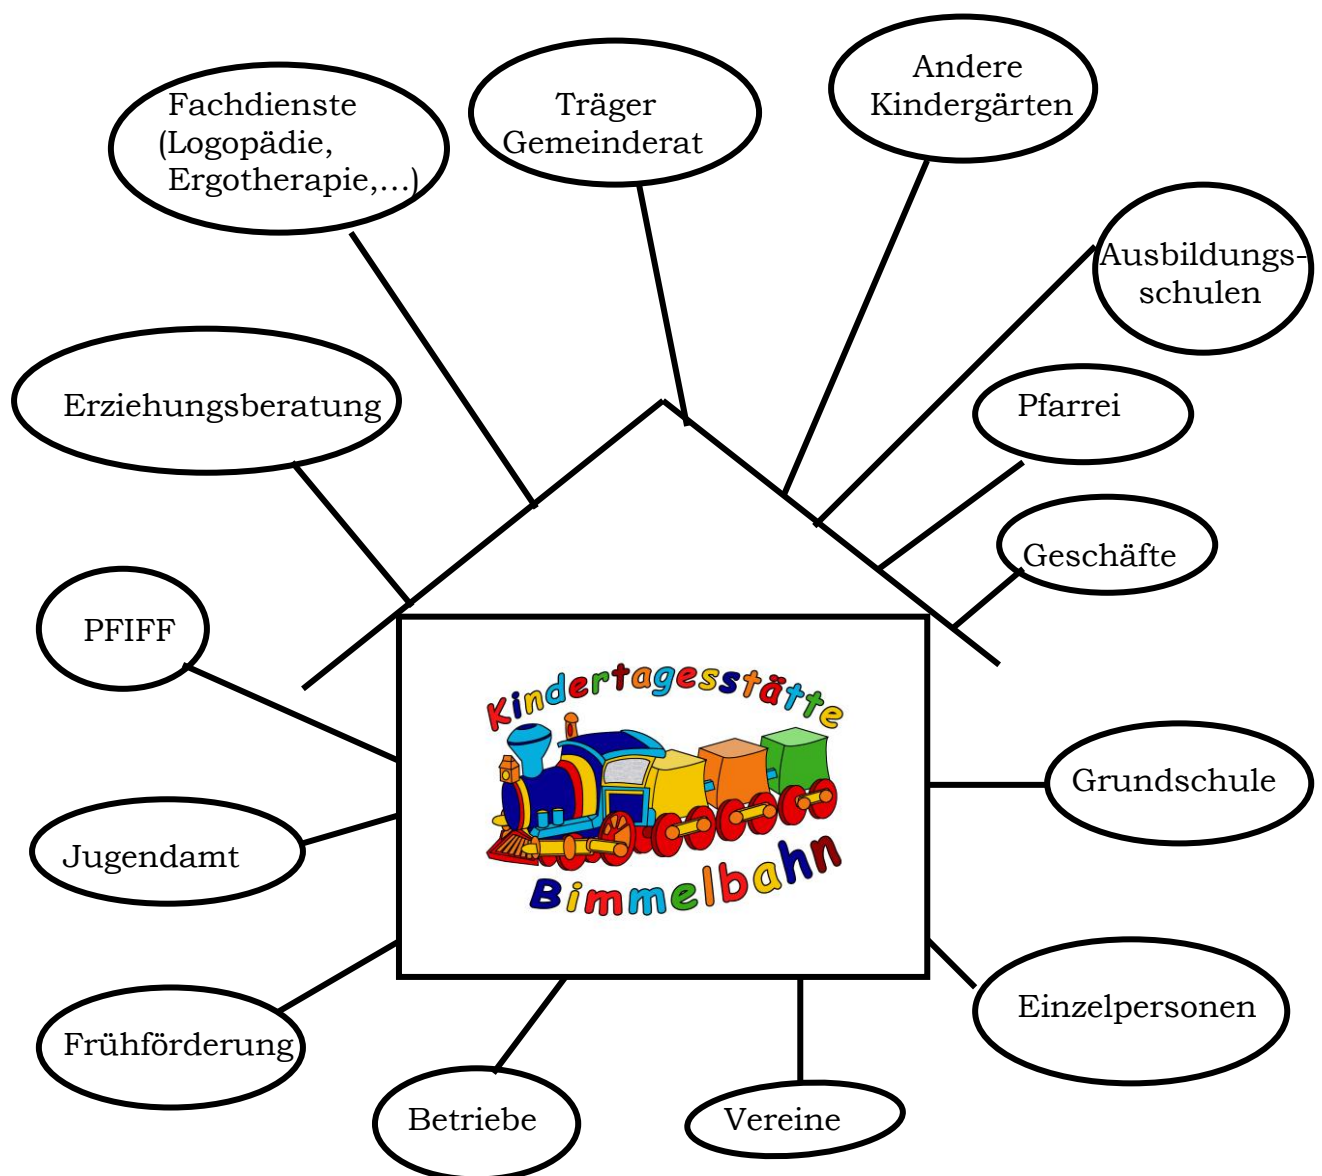 Fachdienste
(Logopädie,
Ergotherapie,...)
Träger
Gemeinderat
Andere
Kindergärten
Ausbildungs-
schulen
Erziehungsberatung
Pfarrei
Geschäfte
PFIFF
Kindertagesstätte
Bimmelbahn
Grundschule
Jugendamt
Einzelpersonen
Frühförderung
Betriebe
Vereine